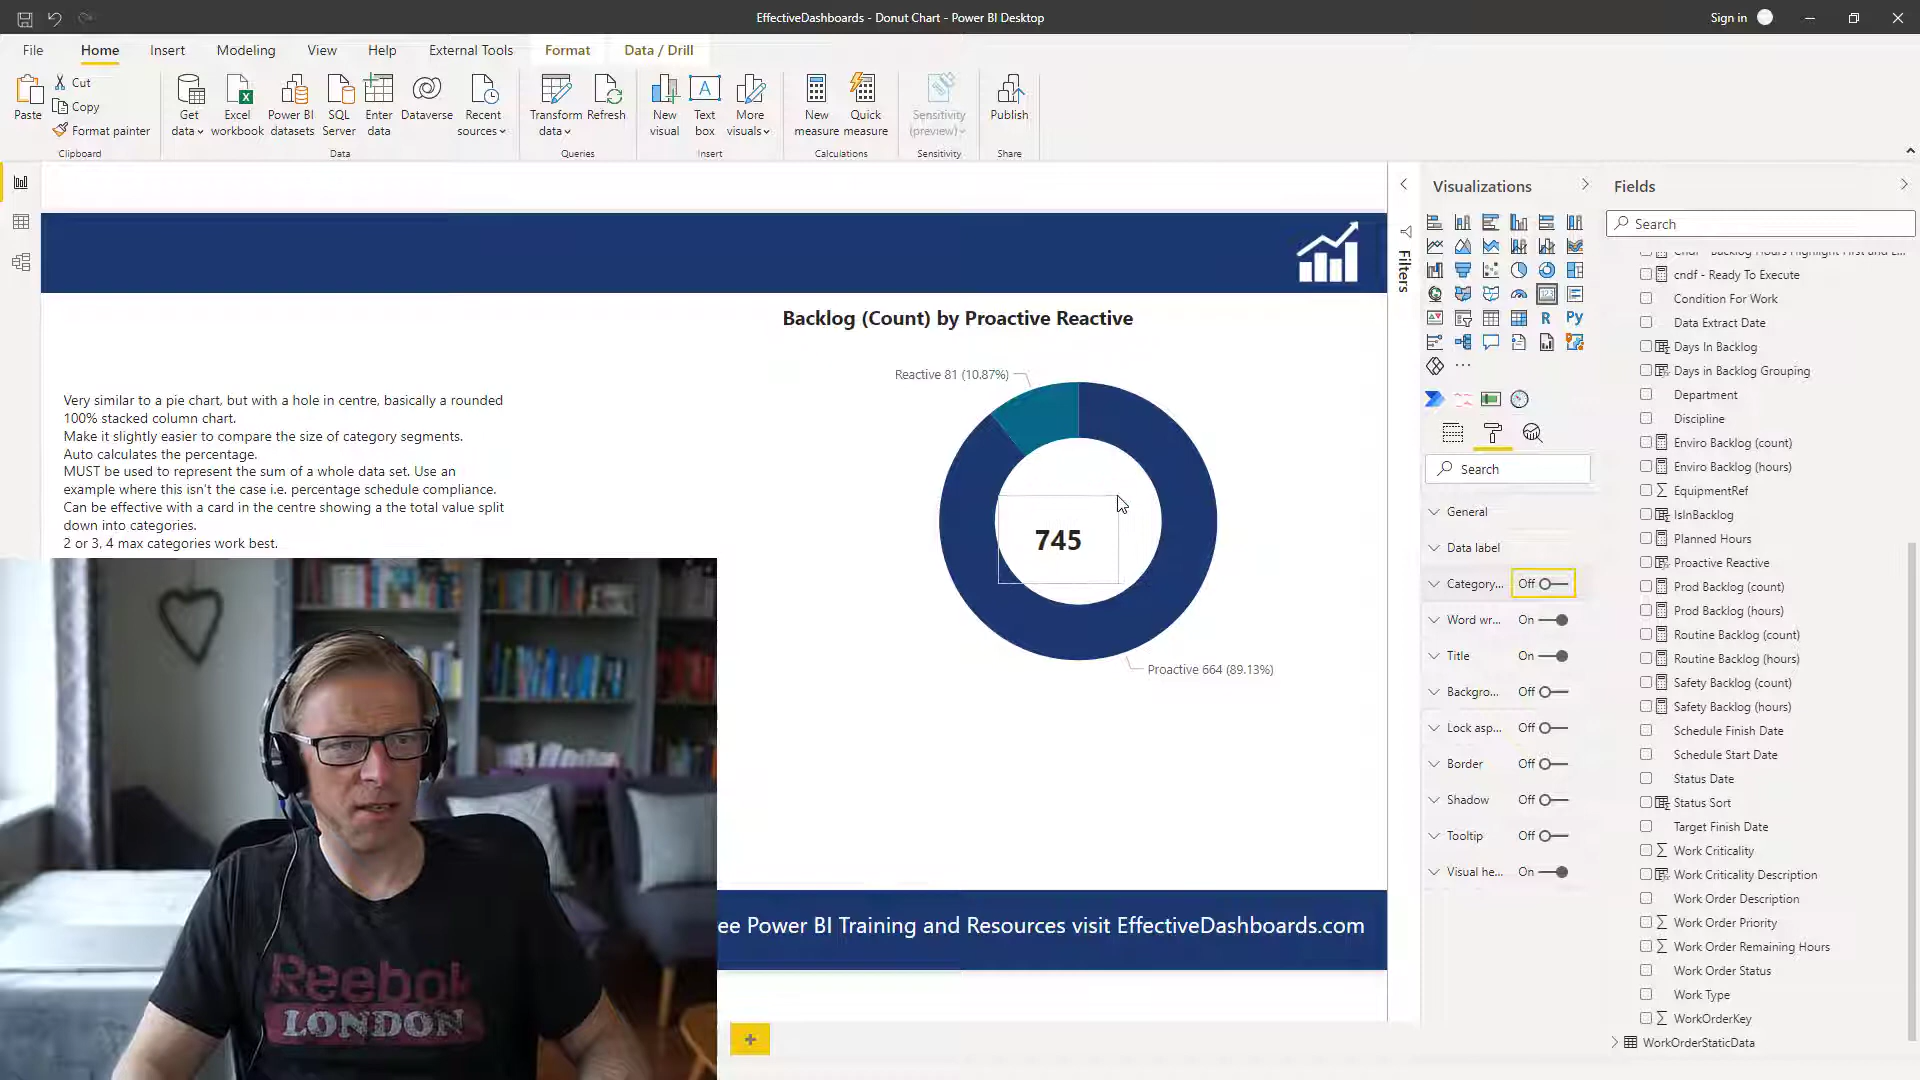 EffectiveDashboards - Donut Chart - Power BI Desktop
Sign in
File
Home
Insert
Modeling
View
Help
External Tools
Format
Data / Drill
Paste
Cut
Copy
Format painter
Clipboard
Get data
Excel workbook
Power BI datasets
SQL Server
Enter data
Dataverse
Recent sources
Data
Transform data
Refresh
Queries
New visual
Text box
More visuals
Insert
New measure
Quick measure
Calculations
Sensitivity (preview)
Sensitivity
Publish
Share
Backlog (Count) by Proactive Reactive
Reactive 81 (10.87%)
745
Proactive 664 (89.13%)
Very similar to a pie chart, but with a hole in centre, basically a rounded
100% stacked column chart.
Make it slightly easier to compare the size of category segments.
Auto calculates the percentage.
MUST be used to represent the sum of a whole data set. Use an
example where this isn't the case i.e. percentage schedule compliance.
Can be effective with a card in the centre showing a the total value split
down into categories.
2 or 3, 4 max categories work best.
Reebok
LONDON
ee Power BI Training and Resources visit EffectiveDashboards.com
Filters
Visualizations
R
Py
Search
General
Data label
Category... Off
Word wr... On
Title On
Backgro... Off
Lock asp... Off
Border Off
Shadow Off
Tooltip Off
Visual he... On
Fields
Search
cndf - Ready To Execute
Condition For Work
Data Extract Date
Days In Backlog
Days in Backlog Grouping
Department
Discipline
Enviro Backlog (count)
Enviro Backlog (hours)
EquipmentRef
IsInBacklog
Planned Hours
Proactive Reactive
Prod Backlog (count)
Prod Backlog (hours)
Routine Backlog (count)
Routine Backlog (hours)
Safety Backlog (count)
Safety Backlog (hours)
Schedule Finish Date
Schedule Start Date
Status Date
Status Sort
Target Finish Date
Work Criticality
Work Criticality Description
Work Order Description
Work Order Priority
Work Order Remaining Hours
Work Order Status
Work Type
WorkOrderKey
WorkOrderStaticData